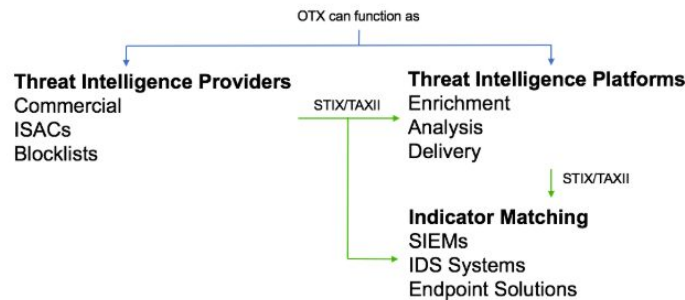 OTX can function as
Threat Intelligence Providers
Commercial
ISACs
Blocklists
STIX/TAXII
Threat Intelligence Platforms
Enrichment
Analysis
Delivery
STIX/TAXII
Indicator Matching
SIEMs
IDS Systems
Endpoint Solutions